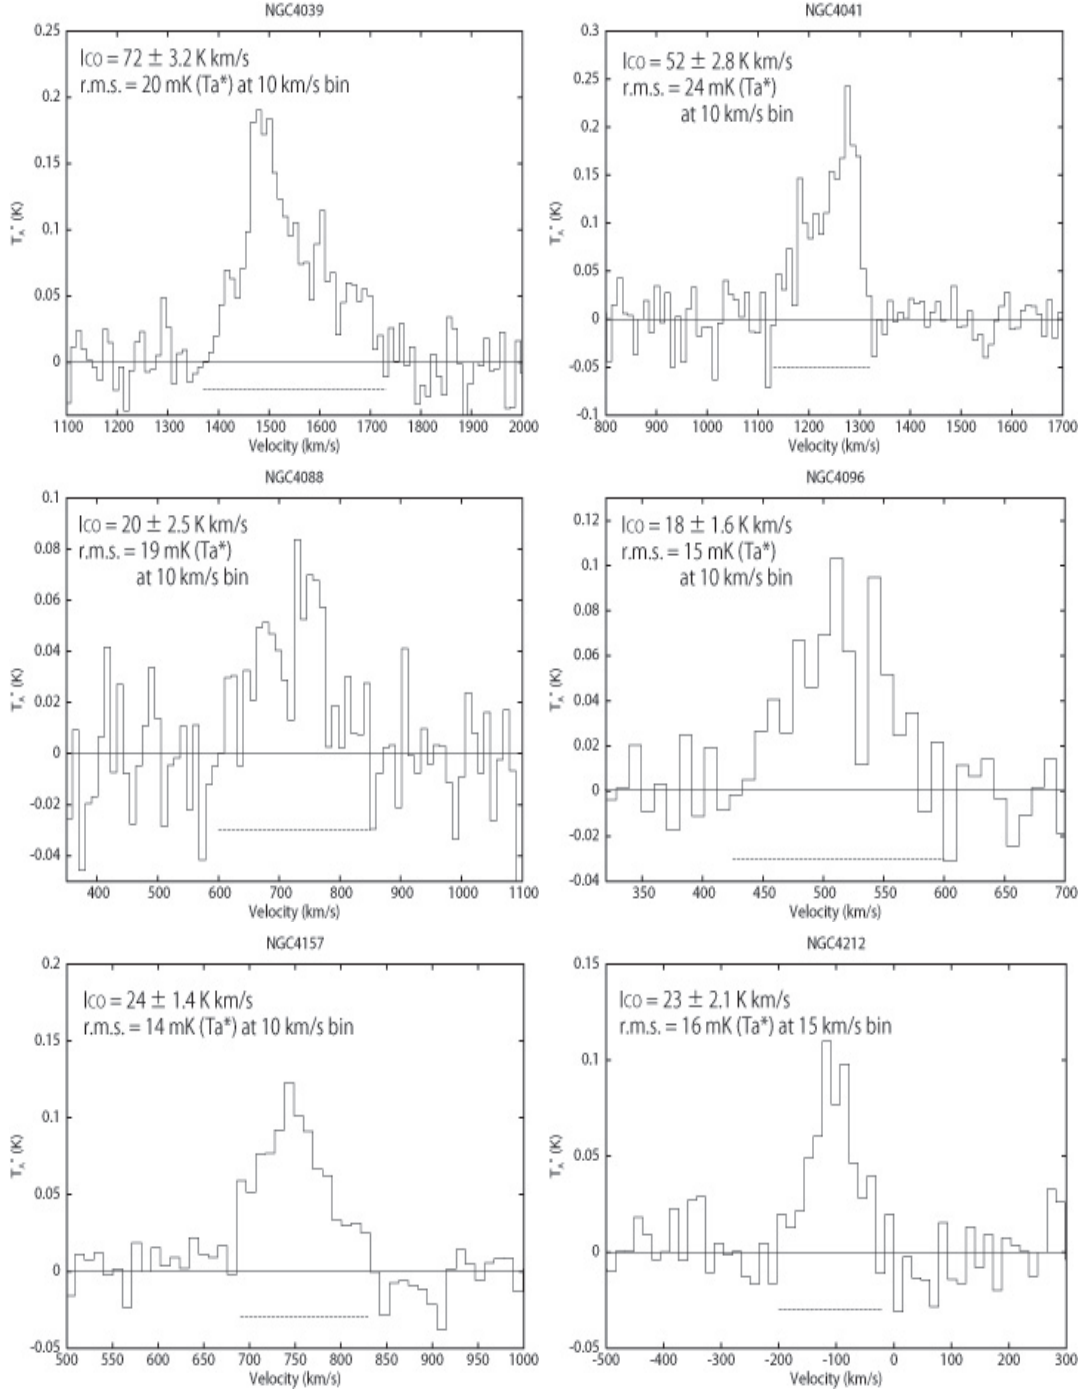 NGC4039
0.25
0.2
0.15
0.1
0.05
0
ICO = 72 ± 3.2 K km/s
r.m.s. = 20 mK (Ta*) at 10 km/s bin
TA* (K)
1100 1200 1300 1400 1500 1600 1700 1800 1900 2000
Velocity (km/s)
NGC4041
0.3
0.25
0.2
0.15
0.1
0.05
0
-0.05
-0.1
ICO = 52 ± 2.8 K km/s
r.m.s. = 24 mK (Ta*)
at 10 km/s bin
TA* (K)
800 900 1000 1100 1200 1300 1400 1500 1600 1700
Velocity (km/s)
NGC4088
0.1
0.08
0.06
0.04
0.02
0
-0.02
-0.04
ICO = 20 ± 2.5 K km/s
r.m.s. = 19 mK (Ta*)
at 10 km/s bin
TA* (K)
400 500 600 700 800 900 1000 1100
Velocity (km/s)
NGC4096
0.12
0.1
0.08
0.06
0.04
0.02
0
-0.02
-0.04
ICO = 18 ± 1.6 K km/s
r.m.s. = 15 mK (Ta*)
at 10 km/s bin
TA* (K)
350 400 450 500 550 600 650 700
Velocity (km/s)
NGC4157
0.2
0.15
0.1
0.05
0
-0.05
ICO = 24 ± 1.4 K km/s
r.m.s. = 14 mK (Ta*) at 10 km/s bin
TA* (K)
500 550 600 650 700 750 800 850 900 950 1000
Velocity (km/s)
NGC4212
0.15
0.1
0.05
0
-0.05
ICO = 23 ± 2.1 K km/s
r.m.s. = 16 mK (Ta*) at 15 km/s bin
TA* (K)
-500 -400 -300 -200 -100 0 100 200 300
Velocity (km/s)